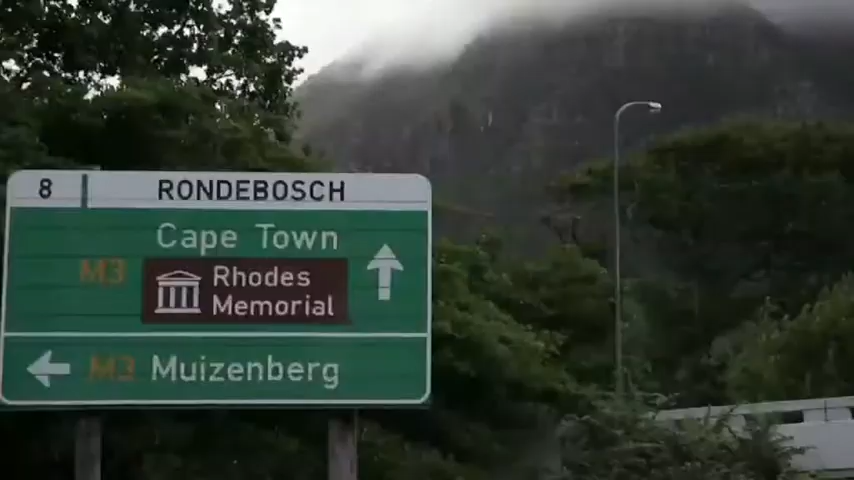 8 RONDEBOSCH
Cape Town
M3 Rhodes
Memorial
M3 Muizenberg